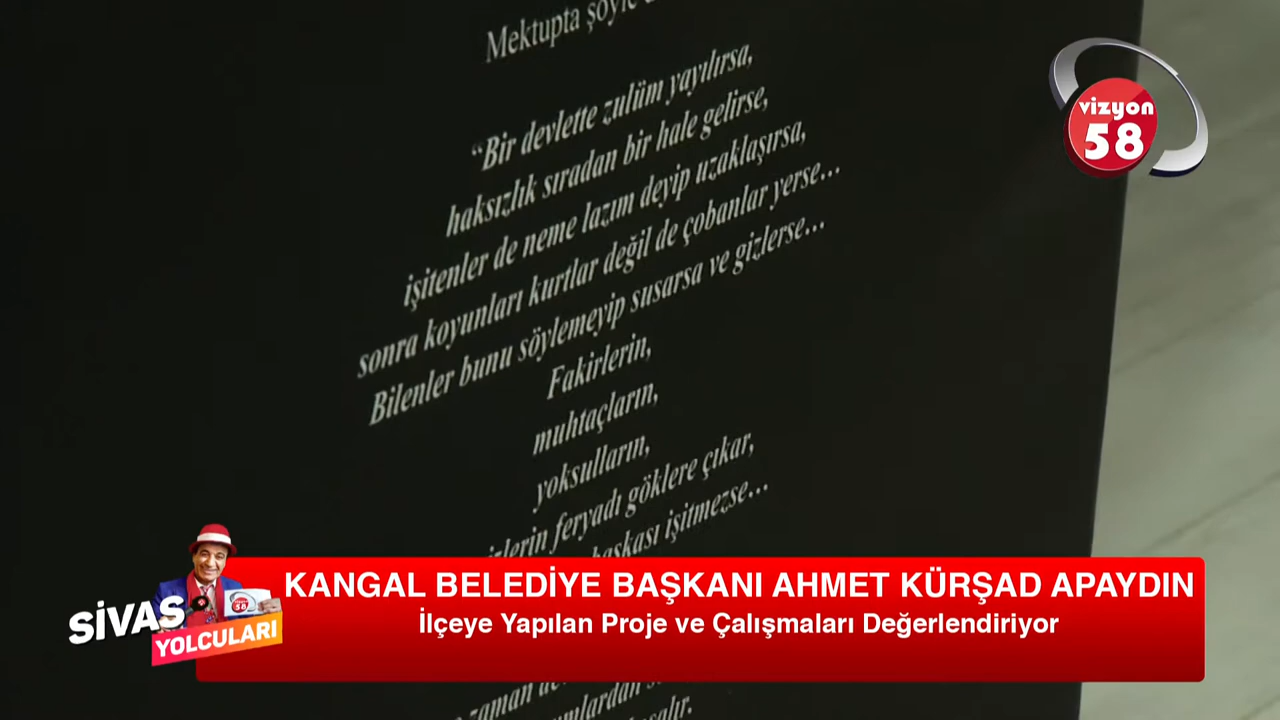 Mektupta şöyle
“Bir devlette zulüm yayılırsa,
haksızlık sıradan bir hale gelirse,
işitenler de neme lazım deyip uzaklaşırsa,
sonra koyunları kurtlar değil de çobanlar yerse...
Bilenler bunu söylemeyip susarsa ve gizlerse...
Fakirlerin,
muhtaçların,
yoksulların,
feryadı göklere çıkar,
işitmezse...
zaman
vizyon
58
SİVAS
YOLCULARI
KANGAL BELEDİYE BAŞKANI AHMET KÜRŞAD APAYDIN
İlçeye Yapılan Proje ve Çalışmaları Değerlendiriyor